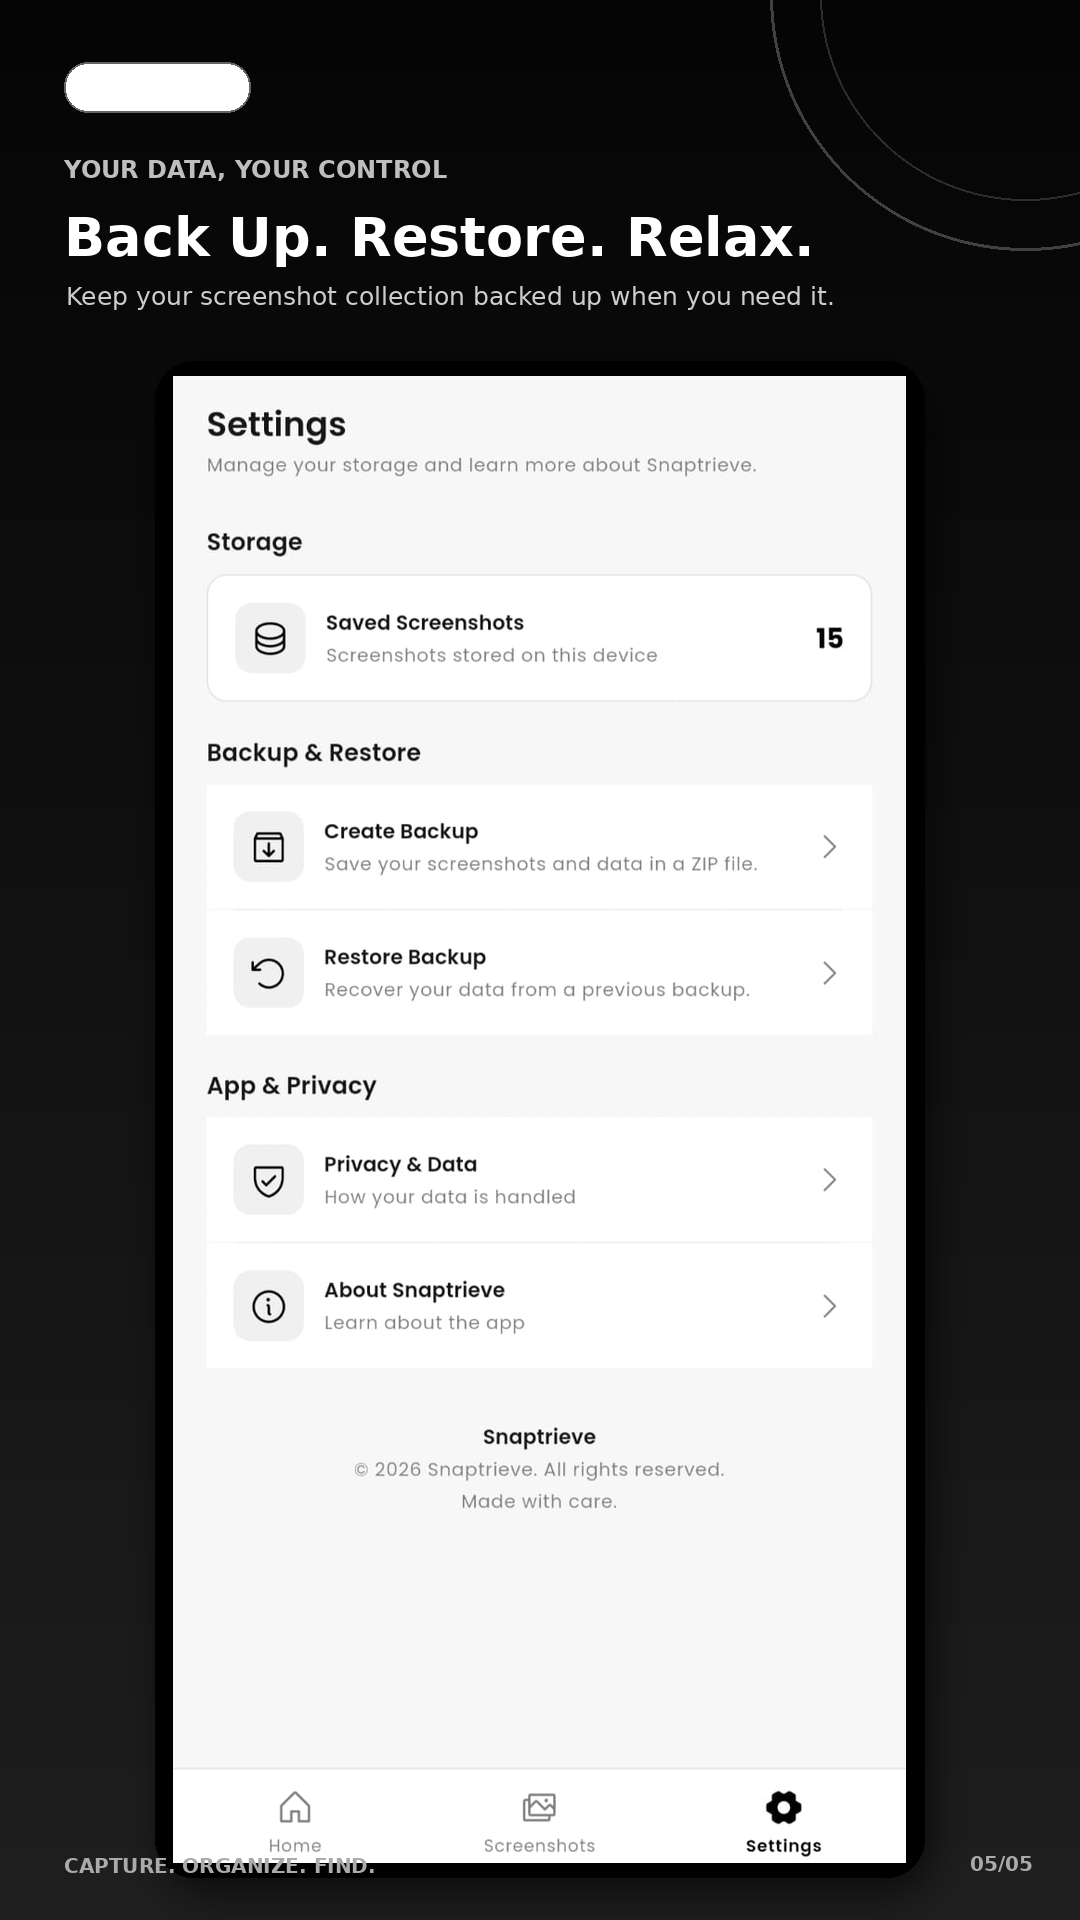 YOUR DATA, YOUR CONTROL
Back Up. Restore. Relax.
Keep your screenshot collection backed up when you need it.
Settings
Manage your storage and learn more about Snaptrieve.
Storage
Saved Screenshots
Screenshots stored on this device
15
Backup & Restore
Create Backup
Save your screenshots and data in a ZIP file.
Restore Backup
Recover your data from a previous backup.
App & Privacy
Privacy & Data
How your data is handled
About Snaptrieve
Learn about the app
Snaptrieve
© 2026 Snaptrieve. All rights reserved.
Made with care.
Home
Screenshots
Settings
CAPTURE. ORGANIZE. FIND.
05/05